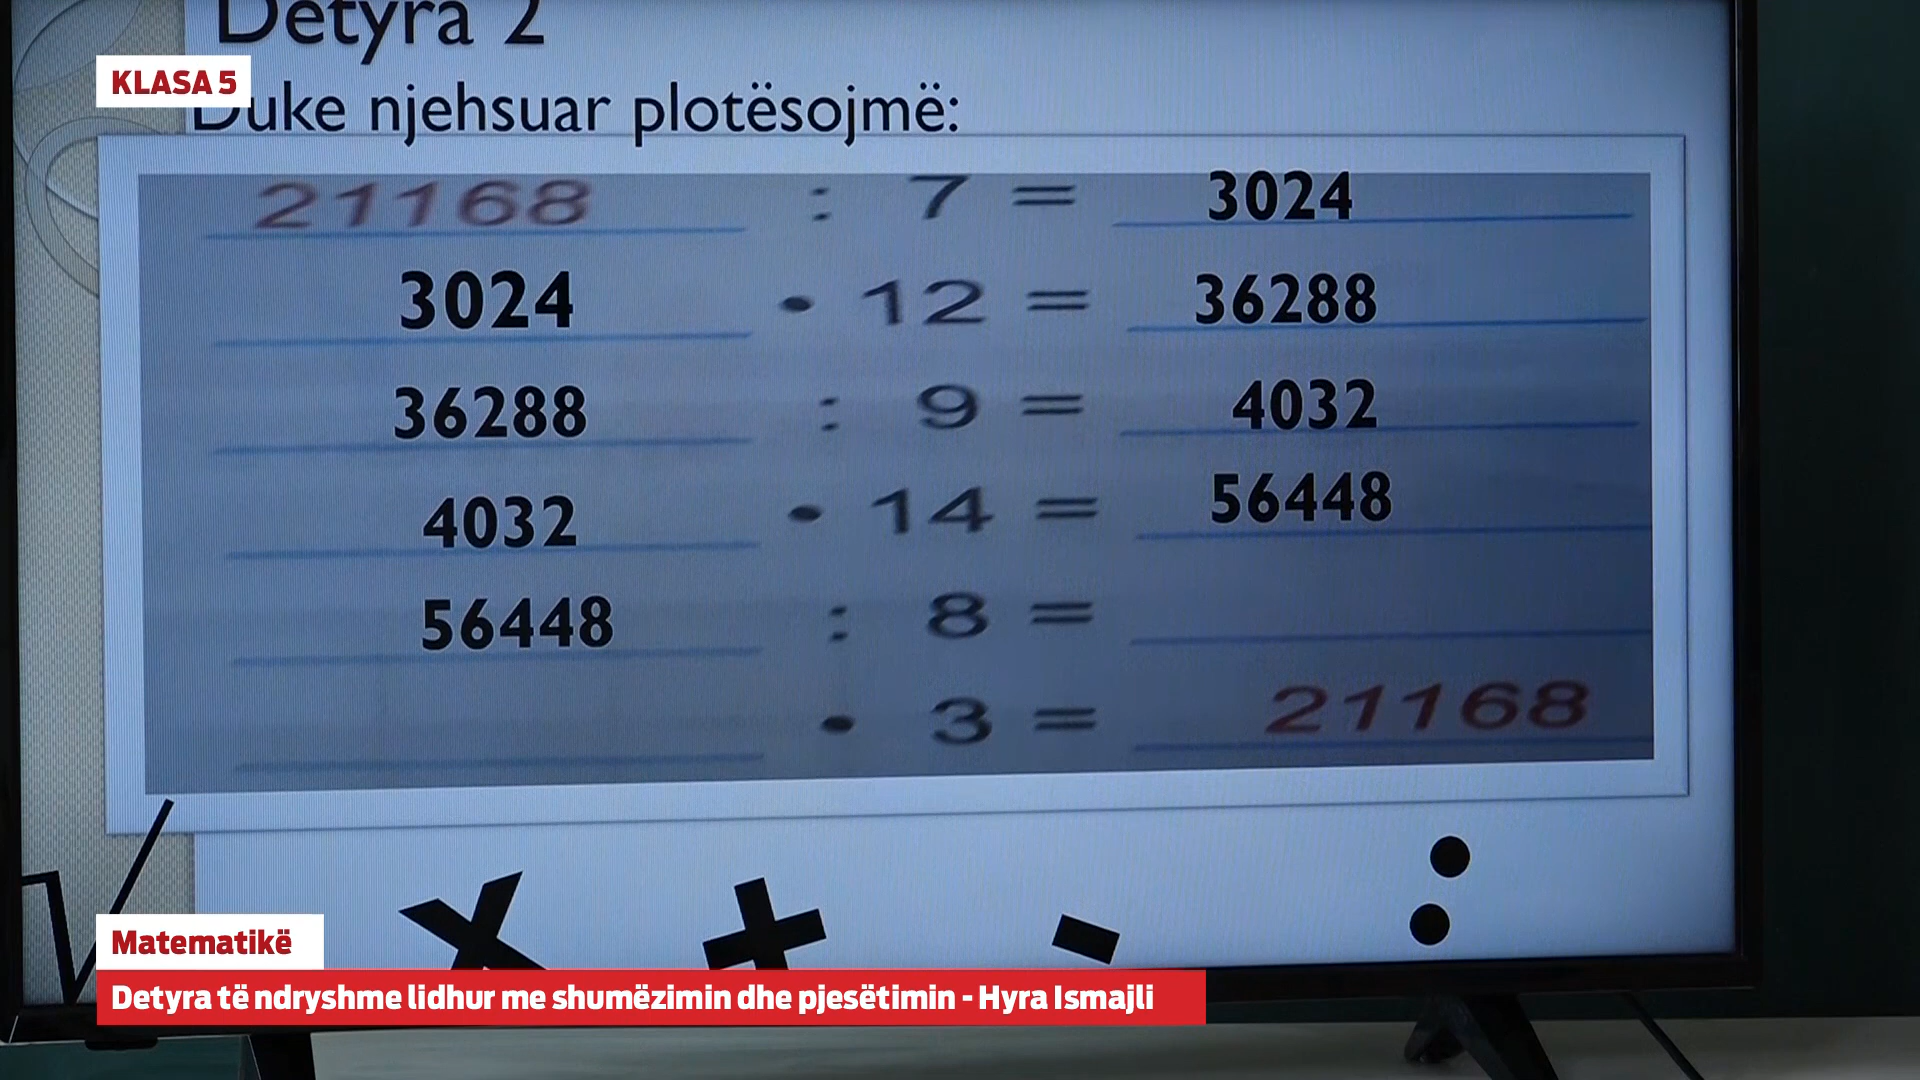 Detyra 2
KLASA 5
Duke njehsuar plotësojmë:
21168 : 7 = 3024
3024 • 12 = 36288
36288 : 9 = 4032
4032 • 14 = 56448
56448 : 8 =
• 3 = 21168
√ x + - :
Matematikë
Detyra të ndryshme lidhur me shumëzimin dhe pjesëtimin - Hyra Ismajli